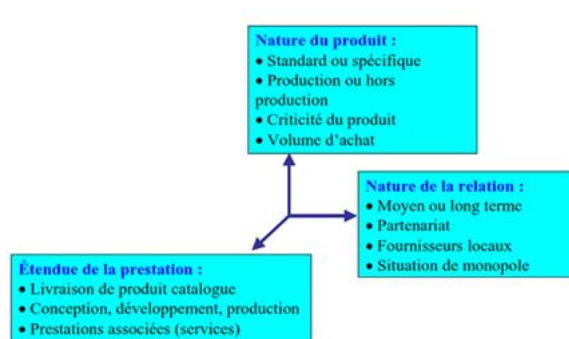 Nature du produit :
• Standard ou spécifique
• Production ou hors
production
• Criticité du produit
• Volume d'achat
Nature de la relation :
• Moyen ou long terme
• Partenariat
• Fournisseurs locaux
• Situation de monopole
Étendue de la prestation :
• Livraison de produit catalogue
• Conception, développement, production
• Prestations associées (services)